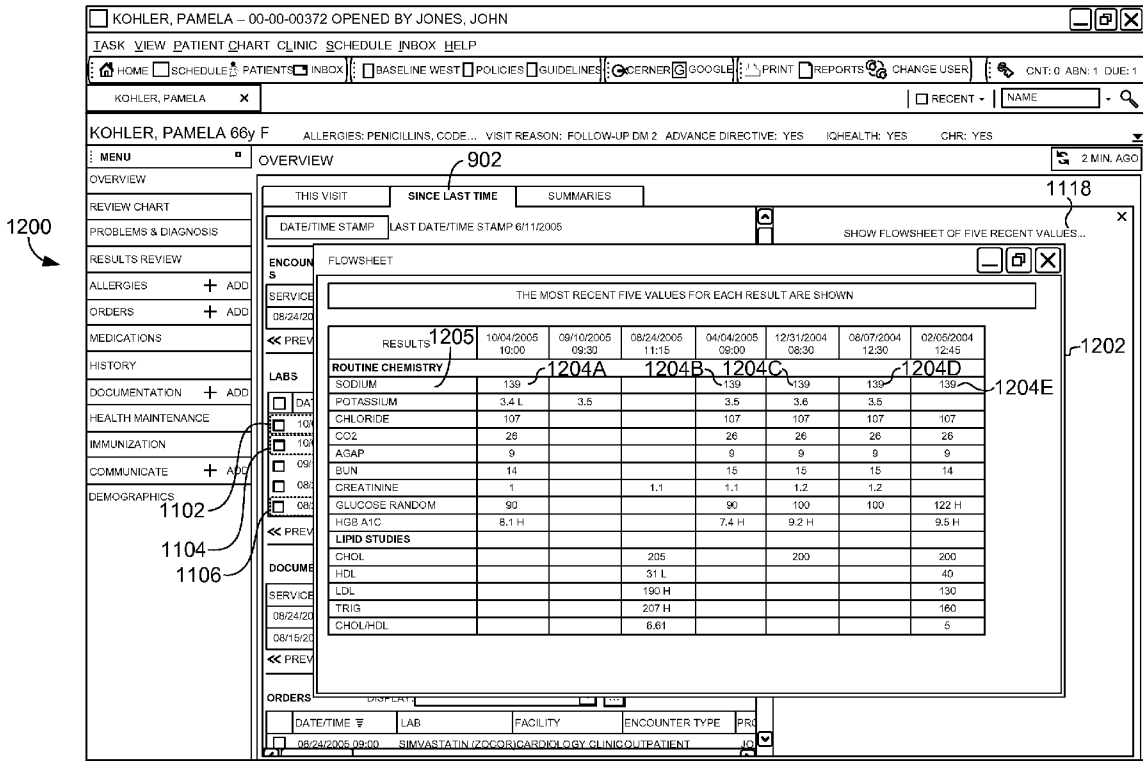 KOHLER, PAMELA – 00-00-00372 OPENED BY JONES, JOHN
TASK VIEW PATIENT CHART CLINIC SCHEDULE INBOX HELP
HOME SCHEDULE PATIENTS INBOX BASELINE WEST POLICIES GUIDELINES CERNER G GOOGLE PRINT REPORTS CHANGE USER CNT: 0 ABN: 1 DUE: 1
KOHLER, PAMELA X RECENT NAME
KOHLER, PAMELA 66y F ALLERGIES: PENICILLINS, CODE... VISIT REASON: FOLLOW-UP DM 2 ADVANCE DIRECTIVE: YES IQHEALTH: YES CHR: YES
MENU OVERVIEW 902 2 MIN. AGO
OVERVIEW
THIS VISIT SINCE LAST TIME SUMMARIES 1118
REVIEW CHART
1200 PROBLEMS & DIAGNOSIS DATE/TIME STAMP LAST DATE/TIME STAMP 6/11/2005 SHOW FLOWSHEET OF FIVE RECENT VALUES... X
RESULTS REVIEW ENCOUN
S FLOWSHEET
ALLERGIES + ADD SERVICE THE MOST RECENT FIVE VALUES FOR EACH RESULT ARE SHOWN
ORDERS + ADD 08/24/20
MEDICATIONS << PREV RESULTS 1205 10/04/2005 09/10/2005 08/24/2005 04/04/2005 12/31/2004 08/07/2004 02/05/2004 1202
10:00 09:30 11:15 09:00 08:30 12:30 12:45
HISTORY ROUTINE CHEMISTRY 1204A 1204B 1204C 1204D
LABS SODIUM 139 139 139 139 139 1204E
DOCUMENTATION + ADD POTASSIUM 3.4 L 3.5 3.5 3.6 3.5
DAT
HEALTH MAINTENANCE 10/ CHLORIDE 107 107 107 107 107
CO2 26 26 26 26 26
IMMUNIZATION 10/ AGAP 9 9 9 9 9
COMMUNICATE + ADD 09/ BUN 14 15 15 15 14
DEMOGRAPHICS 08/ CREATININE 1 1.1 1.1 1.2 1.2
1102 08/ GLUCOSE RANDOM 90 90 100 100 122 H
<< PREV HGB A1C 8.1 H 7.4 H 9.2 H 9.5 H
1104 LIPID STUDIES
CHOL 205 200 200
1106 DOCUME HDL 31 L 40
SERVICE LDL 190 H 130
08/24/20 TRIG 207 H 160
08/15/20 CHOL/HDL 6.61 5
<< PREV
ORDERS DISPLAY:
DATE/TIME LAB FACILITY ENCOUNTER TYPE PRO
08/24/2005 09:00 SIMVASTATIN (ZOCOR) CARDIOLOGY CLINIC OUTPATIENT JO